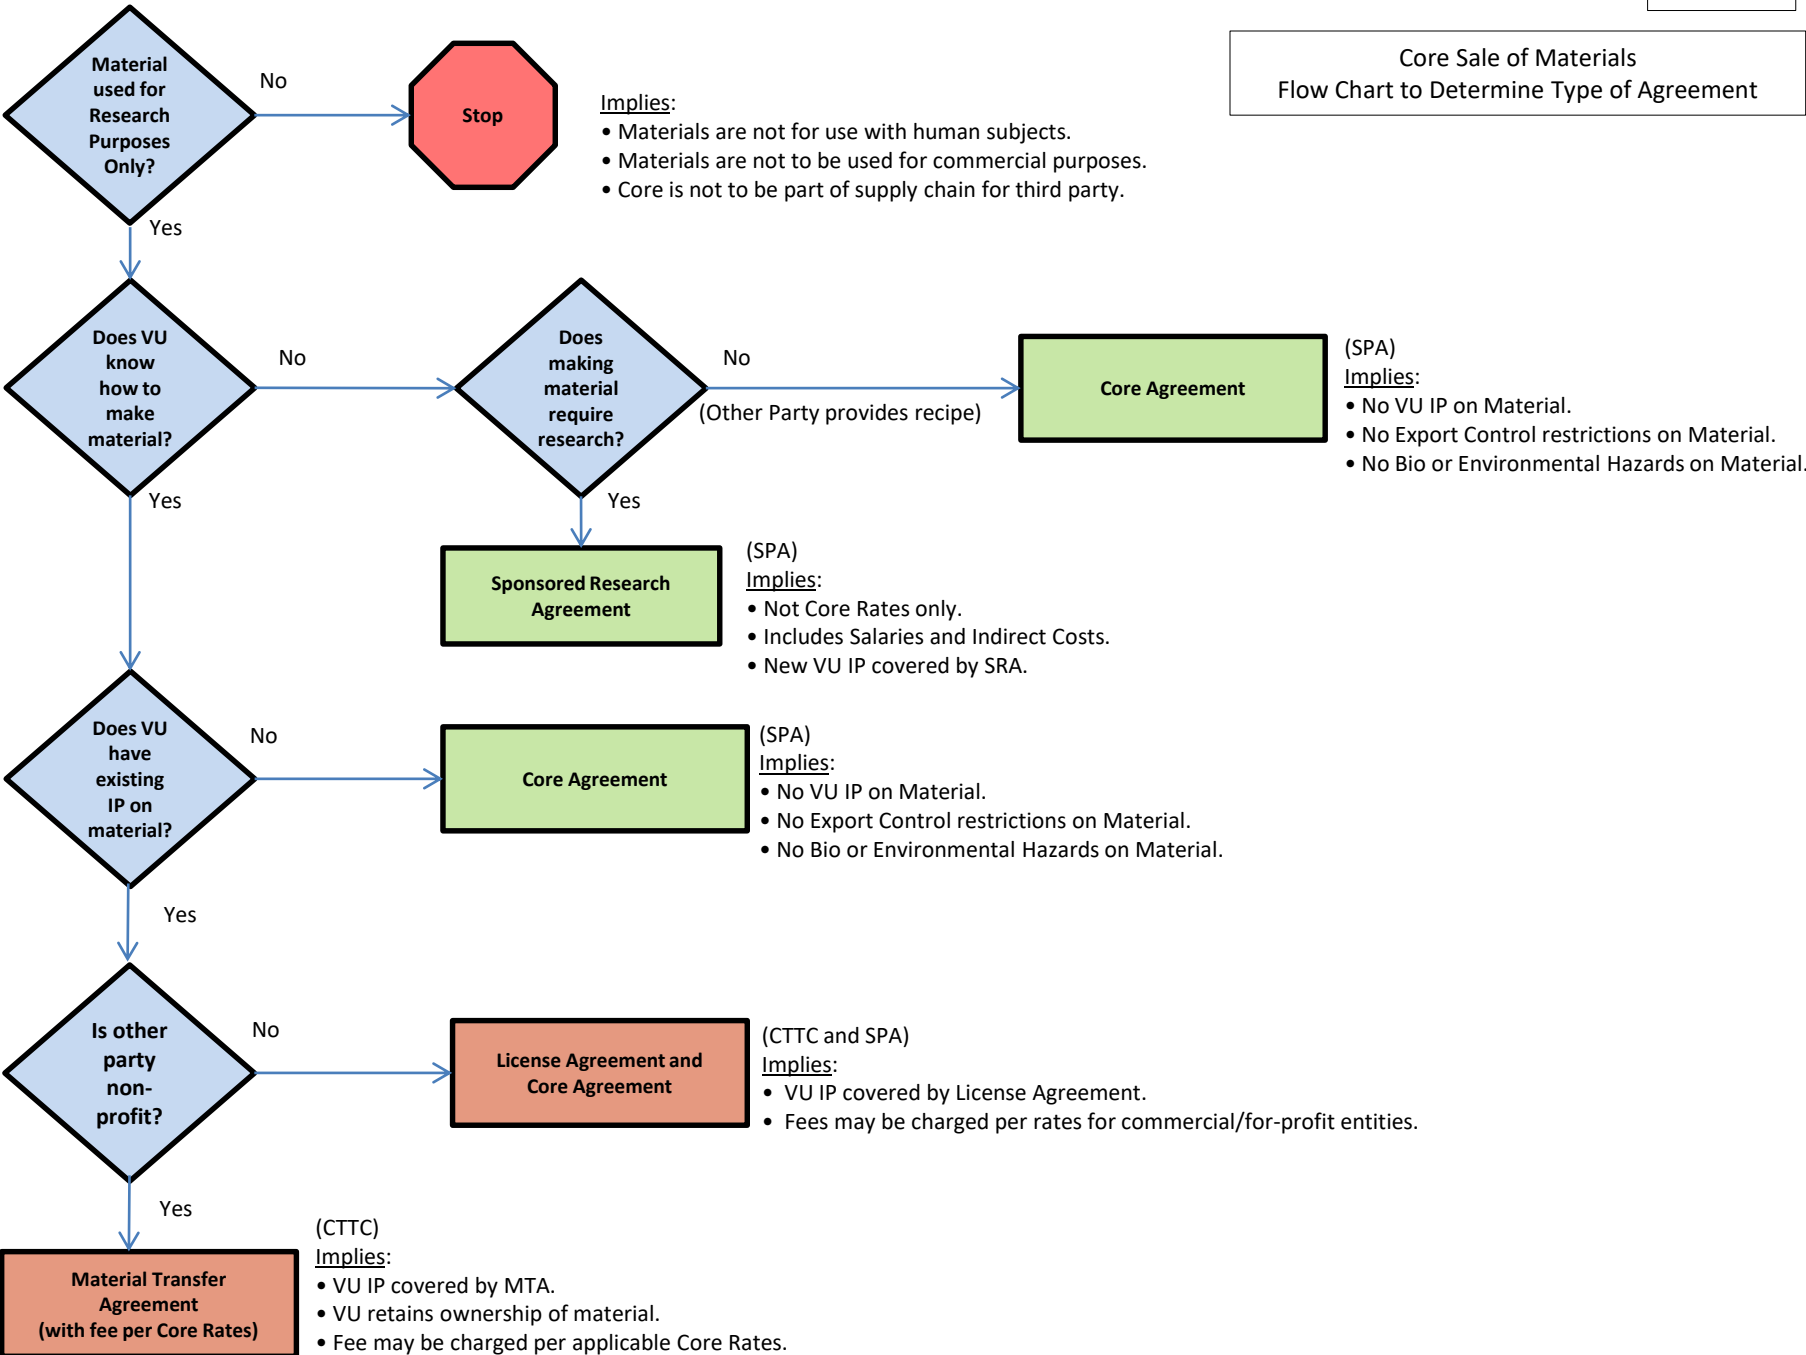 Core Sale of Materials
Flow Chart to Determine Type of Agreement
Material
used for
Research
Purposes
Only?
No
Stop
Implies:
• Materials are not for use with human subjects.
• Materials are not to be used for commercial purposes.
• Core is not to be part of supply chain for third party.
Yes
Does VU
know
how to
make
material?
No
Does
making
material
require
research?
No
(Other Party provides recipe)
Core Agreement
(SPA)
Implies:
• No VU IP on Material.
• No Export Control restrictions on Material.
• No Bio or Environmental Hazards on Material.
Yes
Yes
Sponsored Research
Agreement
(SPA)
Implies:
• Not Core Rates only.
• Includes Salaries and Indirect Costs.
• New VU IP covered by SRA.
Does VU
have
existing
IP on
material?
No
Core Agreement
(SPA)
Implies:
• No VU IP on Material.
• No Export Control restrictions on Material.
• No Bio or Environmental Hazards on Material.
Yes
Is other
party
non-
profit?
No
License Agreement and
Core Agreement
(CTTC and SPA)
Implies:
• VU IP covered by License Agreement.
• Fees may be charged per rates for commercial/for-profit entities.
Yes
Material Transfer
Agreement
(with fee per Core Rates)
(CTTC)
Implies:
• VU IP covered by MTA.
• VU retains ownership of material.
• Fee may be charged per applicable Core Rates.